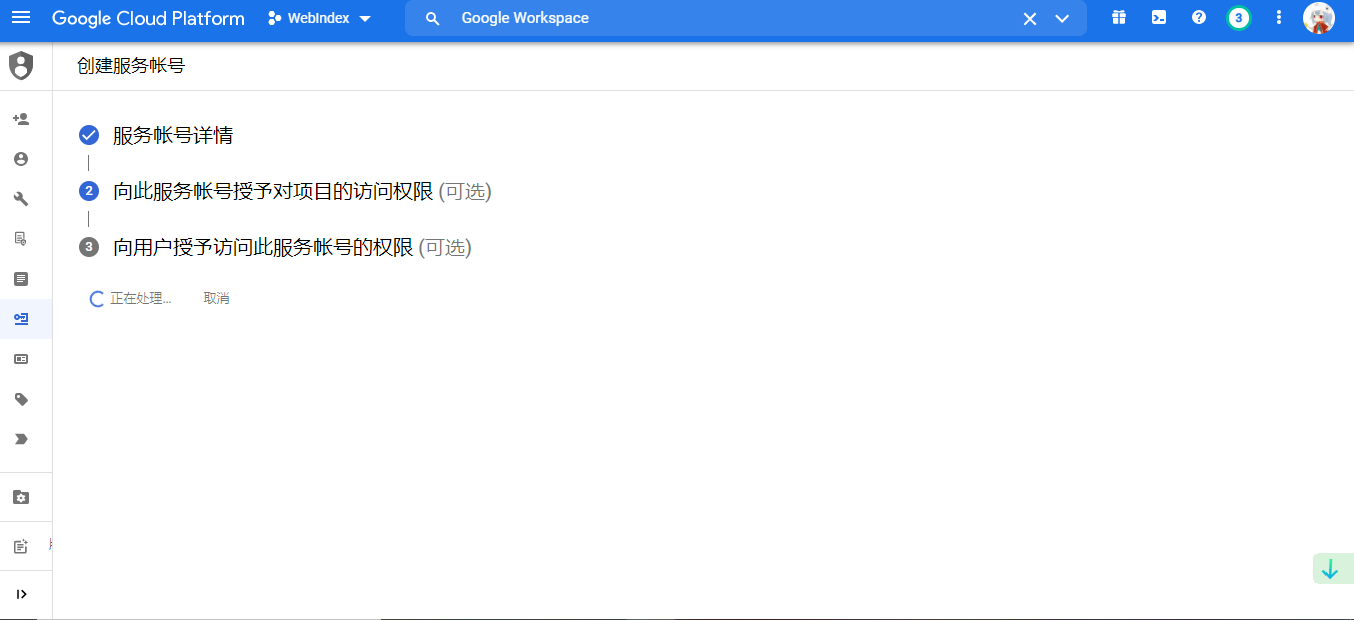 Google Cloud Platform WebIndex Google Workspace 3
创建服务帐号
服务帐号详情
2 向此服务帐号授予对项目的访问权限 (可选)
3 向用户授予访问此服务帐号的权限 (可选)
正在处理... 取消